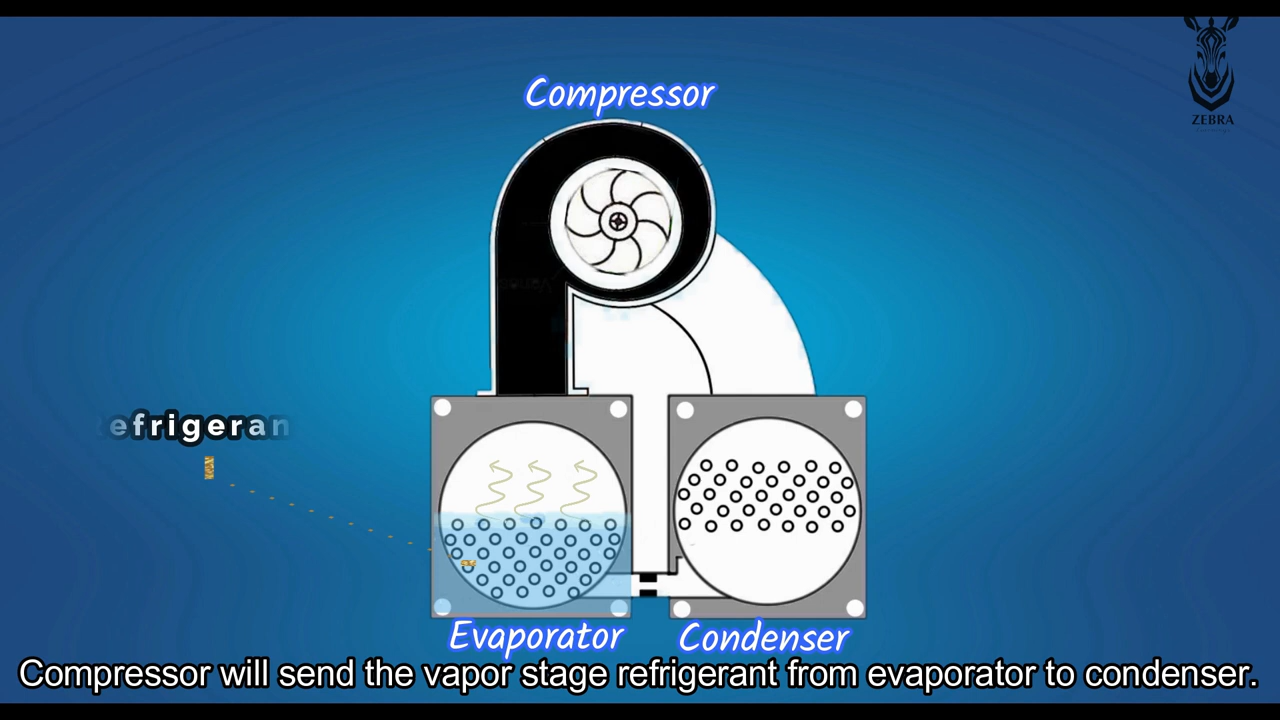 Compressor
ZEBRA
efrigeran
Evaporator
Condenser
Compressor will send the vapor stage refrigerant from evaporator to condenser.